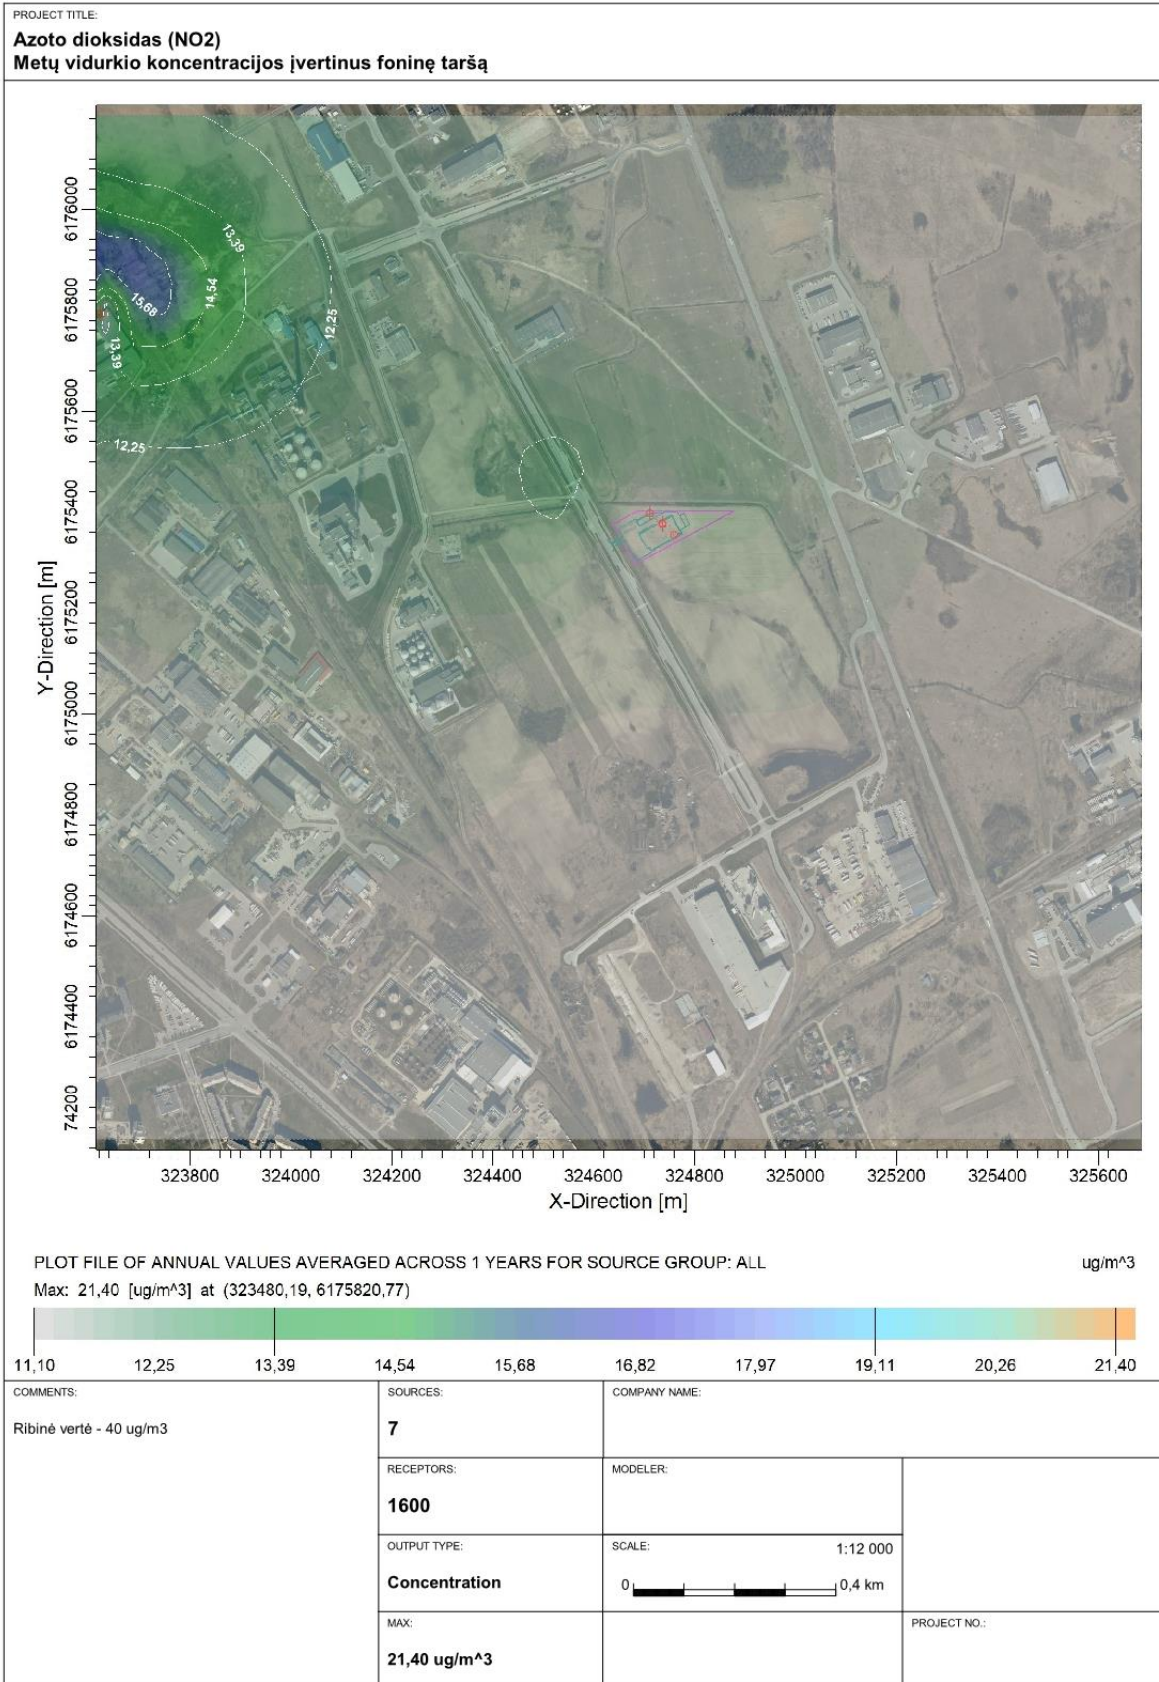 PROJECT TITLE:
Azoto dioksidas (NO2)
Metų vidurkio koncentracijos įvertinus foninę taršą
13,39
14,54
15,68
13,39
12,25
12,25
Y-Direction [m]
6176000
6175800
6175600
6175400
6175200
6175000
6174800
6174600
6174400
74200
323800 324000 324200 324400 324600 324800 325000 325200 325400 325600
X-Direction [m]
PLOT FILE OF ANNUAL VALUES AVERAGED ACROSS 1 YEARS FOR SOURCE GROUP: ALL ug/m^3
Max: 21,40 [ug/m^3] at (323480,19, 6175820,77)
11,10 12,25 13,39 14,54 15,68 16,82 17,97 19,11 20,26 21,40
COMMENTS:
Ribinė vertė - 40 ug/m3
SOURCES:
7
COMPANY NAME:
RECEPTORS:
1600
MODELER:
OUTPUT TYPE:
Concentration
SCALE: 1:12 000
0 0,4 km
MAX:
21,40 ug/m^3
PROJECT NO.: